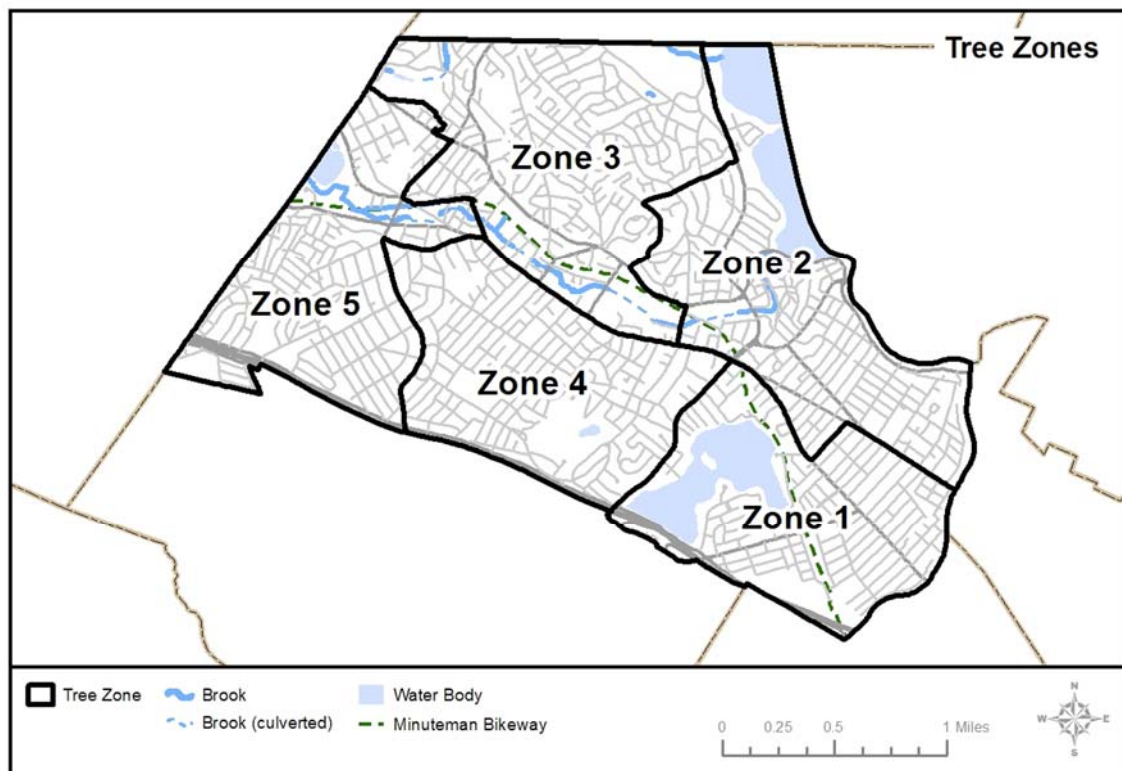 Tree Zones
Zone 3
Zone 2
Zone 5
Zone 4
Zone 1
Tree Zone
Brook
Brook (culverted)
Water Body
Minuteman Bikeway
0 0.25 0.5 1 Miles
N
W E
S